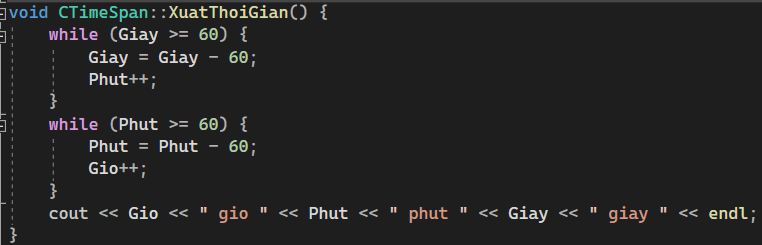 void CTimeSpan::XuatThoiGian() {
    while (Giay >= 60) {
        Giay = Giay - 60;
        Phut++;
    }
    while (Phut >= 60) {
        Phut = Phut - 60;
        Gio++;
    }
    cout << Gio << " gio " << Phut << " phut " << Giay << " giay " << endl;
}